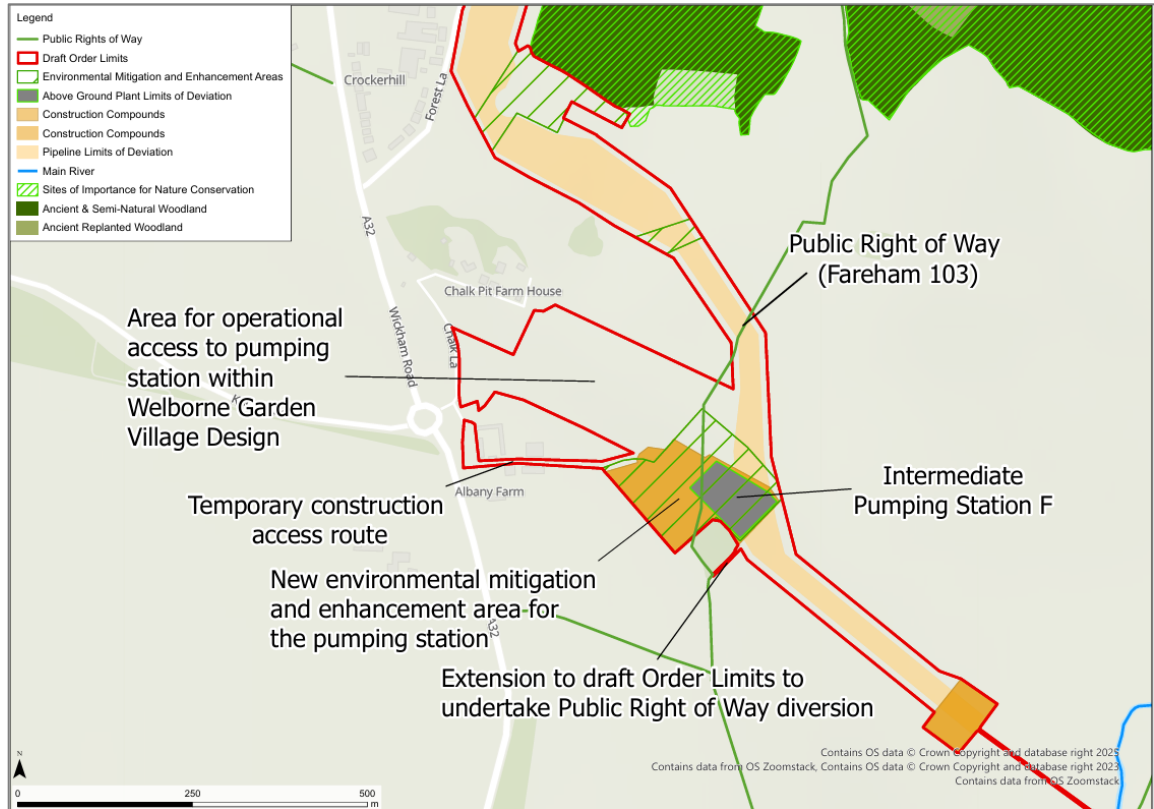 Legend
Public Rights of Way
Draft Order Limits
Environmental Mitigation and Enhancement Areas
Above Ground Plant Limits of Deviation
Construction Compounds
Construction Compounds
Pipeline Limits of Deviation
Main River
Sites of Importance for Nature Conservation
Ancient & Semi-Natural Woodland
Ancient Replanted Woodland
Crockerhill
Forest La
A32
Public Right of Way
(Fareham 103)
Chalk Pit Farm House
Wickham Road
Chalk La
Area for operational
access to pumping
station within
Welborne Garden
Village Design
Albany Farm
Intermediate
Pumping Station F
Temporary construction
access route
New environmental mitigation
and enhancement area for
the pumping station
A32
Extension to draft Order Limits to
undertake Public Right of Way diversion
Contains OS data © Crown Copyright and database right 2025
Contains data from OS Zoomstack, Contains OS data © Crown Copyright and database right 2023
Contains data from OS Zoomstack
N
0 250 500
m